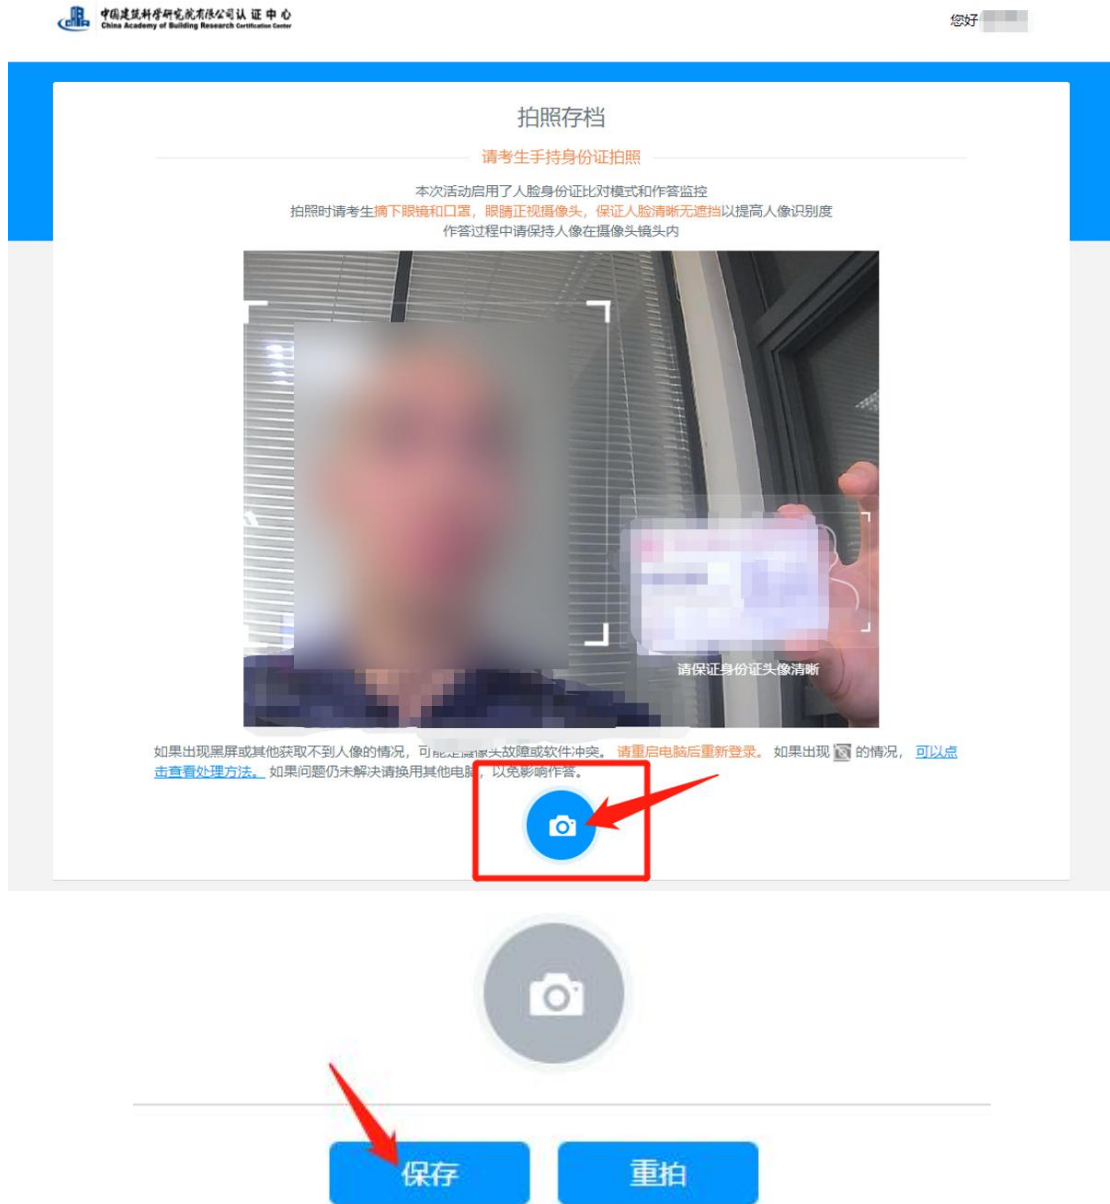 中国建筑科学研究院有限公司认证中心
China Academy of Building Research Certification Center
您好
拍照存档
请考生手持身份证拍照
本次活动启用了人脸身份证比对模式和作答监控
拍照时请考生摘下眼镜和口罩，眼睛正视摄像头，保证人脸清晰无遮挡以提高人像识别度
作答过程中请保持人像在摄像头镜头内
请保证身份证头像清晰
如果出现黑屏或其他获取不到人像的情况，可能是摄像头故障或软件冲突。 请重启电脑后重新登录。 如果出现 的情况， 可以点
击查看处理方法。 如果问题仍未解决请换用其他电脑，以免影响作答。
保存
重拍